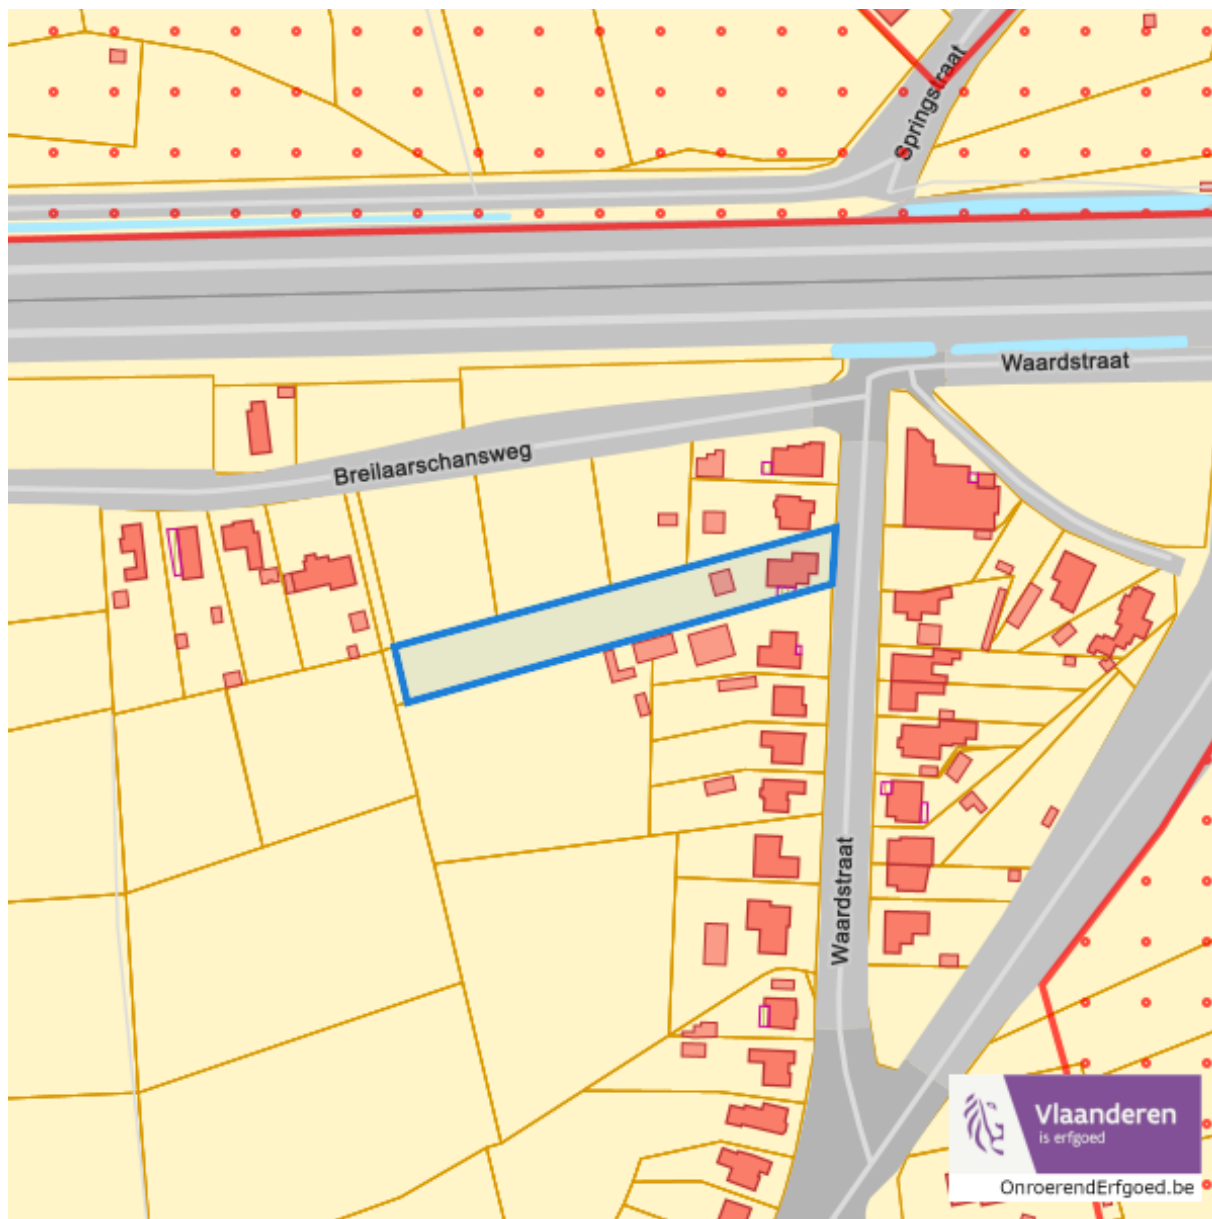 Springstraat
Waardstraat
Breilaarschansweg
Waardstraat
Vlaanderen
is erfgoed
OnroerendErfgoed.be